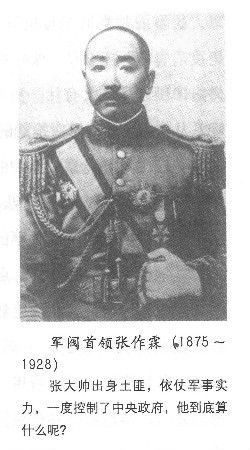 军阀首领张作霖（1875～
1928）
张大帅出身土匪，依仗军事实
力，一度控制了中央政府，他到底算
什么呢？